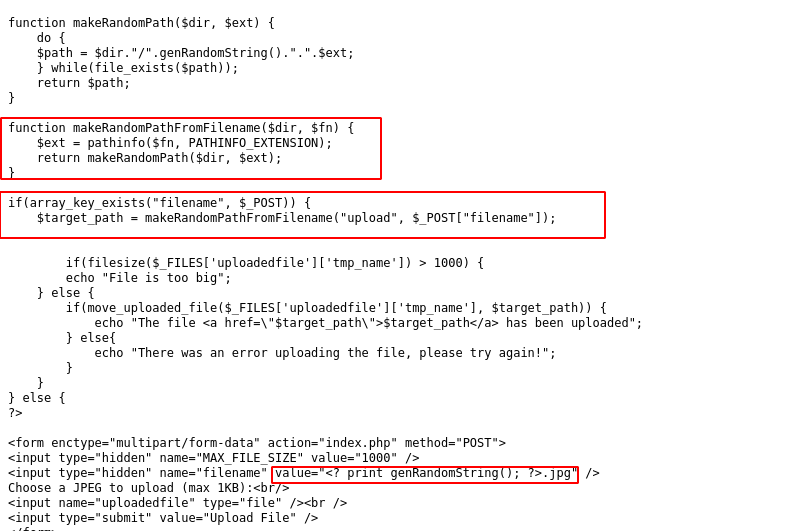 function makeRandomPath($dir, $ext) {
    do {
    $path = $dir."/".genRandomString().".".$ext;
    } while(file_exists($path));
    return $path;
}
function makeRandomPathFromFilename($dir, $fn) {
    $ext = pathinfo($fn, PATHINFO_EXTENSION);
    return makeRandomPath($dir, $ext);
}
if(array_key_exists("filename", $_POST)) {
    $target_path = makeRandomPathFromFilename("upload", $_POST["filename"]);
        if(filesize($_FILES['uploadedfile']['tmp_name']) > 1000) {
        echo "File is too big";
    } else {
        if(move_uploaded_file($_FILES['uploadedfile']['tmp_name'], $target_path)) {
            echo "The file <a href=\"$target_path\">$target_path</a> has been uploaded";
        } else{
            echo "There was an error uploading the file, please try again!";
        }
    }
} else {
?>
<form enctype="multipart/form-data" action="index.php" method="POST">
<input type="hidden" name="MAX_FILE_SIZE" value="1000" />
<input type="hidden" name="filename" value="<? print genRandomString(); ?>.jpg" />
Choose a JPEG to upload (max 1KB):<br/>
<input name="uploadedfile" type="file" /><br />
<input type="submit" value="Upload File" />
</form>